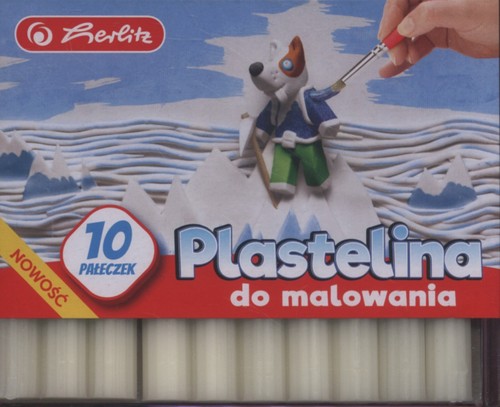 Herlitz
10
PAŁECZEK
NOWOŚĆ
Plastelina
do malowania